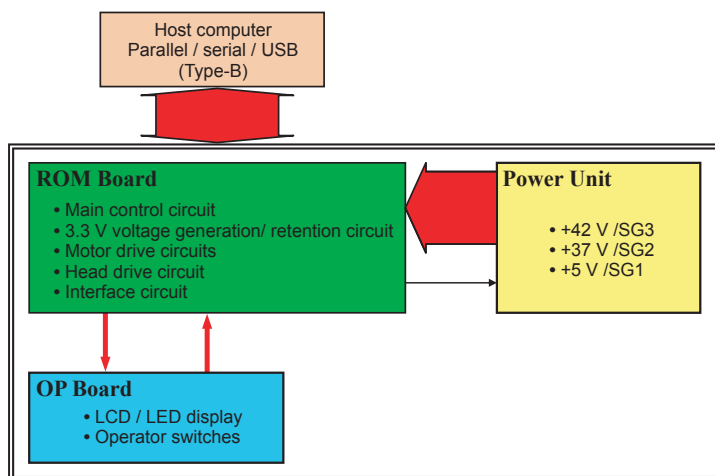 Host computer
Parallel / serial / USB
(Type-B)
ROM Board
• Main control circuit
• 3.3 V voltage generation/ retention circuit
• Motor drive circuits
• Head drive circuit
• Interface circuit
Power Unit
+42 V /SG3
+37 V /SG2
+5 V /SG1
OP Board
• LCD / LED display
• Operator switches